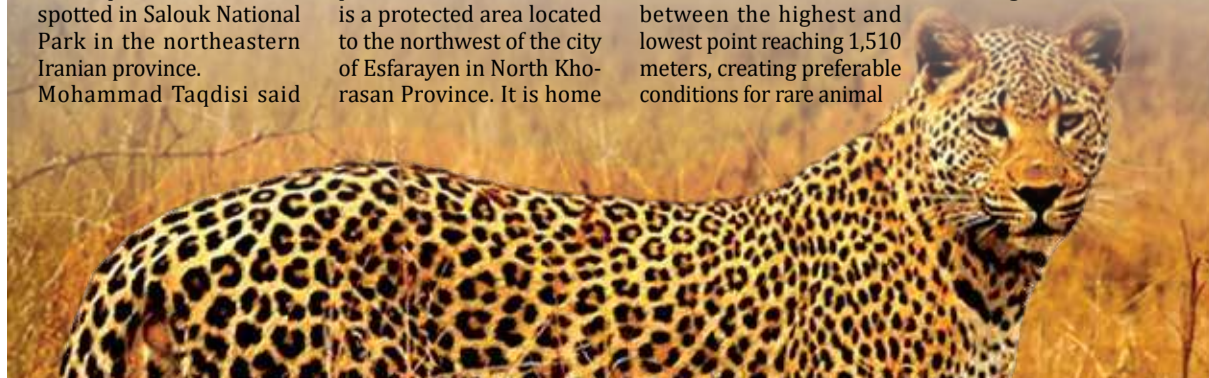 spotted in Salouk National
Park in the northeastern
Iranian province.
Mohammad Taqdisi said
is a protected area located
to the northwest of the city
of Esfarayen in North Kho-
rasan Province. It is home
between the highest and
lowest point reaching 1,510
meters, creating preferable
conditions for rare animal